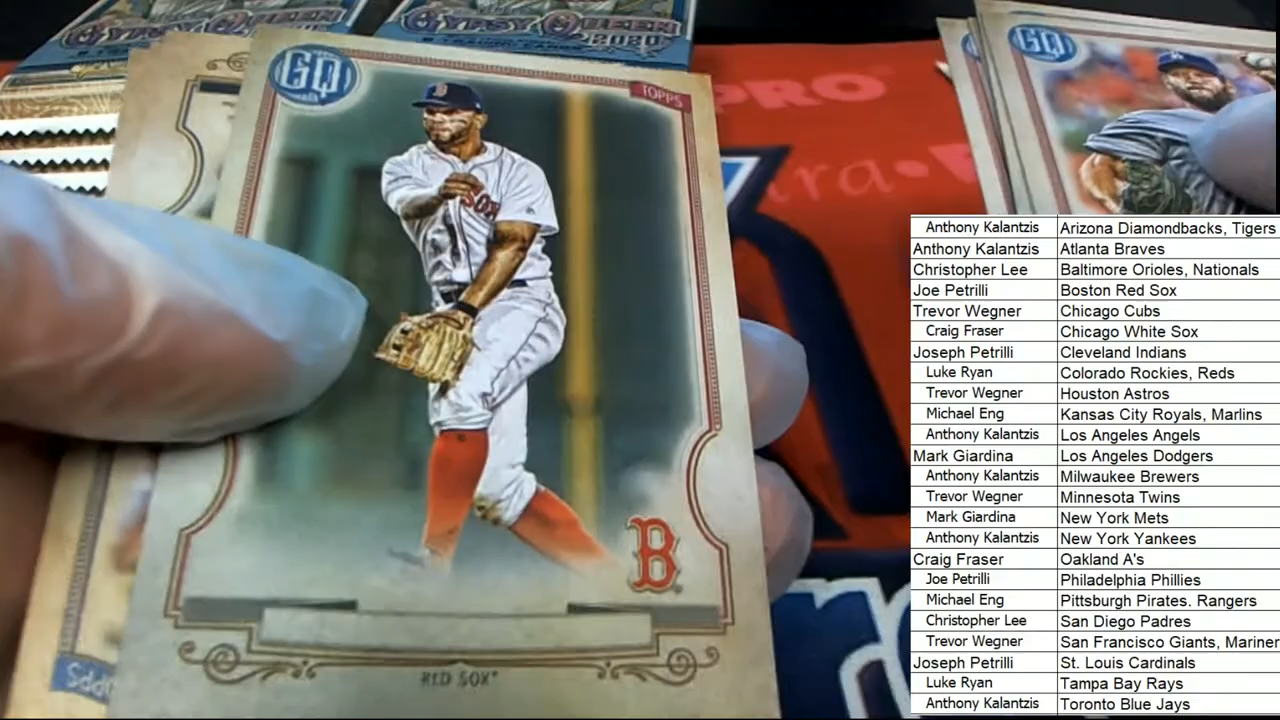 GYPSY QUEEN
GYPSY QUEEN
2020
GQ
TOPPS
GQ
PRO
B
B
RED SOX
Anthony Kalantzis Arizona Diamondbacks, Tigers
Anthony Kalantzis Atlanta Braves
Christopher Lee Baltimore Orioles, Nationals
Joe Petrilli Boston Red Sox
Trevor Wegner Chicago Cubs
Craig Fraser Chicago White Sox
Joseph Petrilli Cleveland Indians
Luke Ryan Colorado Rockies, Reds
Trevor Wegner Houston Astros
Michael Eng Kansas City Royals, Marlins
Anthony Kalantzis Los Angeles Angels
Mark Giardina Los Angeles Dodgers
Anthony Kalantzis Milwaukee Brewers
Trevor Wegner Minnesota Twins
Mark Giardina New York Mets
Anthony Kalantzis New York Yankees
Craig Fraser Oakland A's
Joe Petrilli Philadelphia Phillies
Michael Eng Pittsburgh Pirates. Rangers
Christopher Lee San Diego Padres
Trevor Wegner San Francisco Giants, Mariner
Joseph Petrilli St. Louis Cardinals
Luke Ryan Tampa Bay Rays
Anthony Kalantzis Toronto Blue Jays